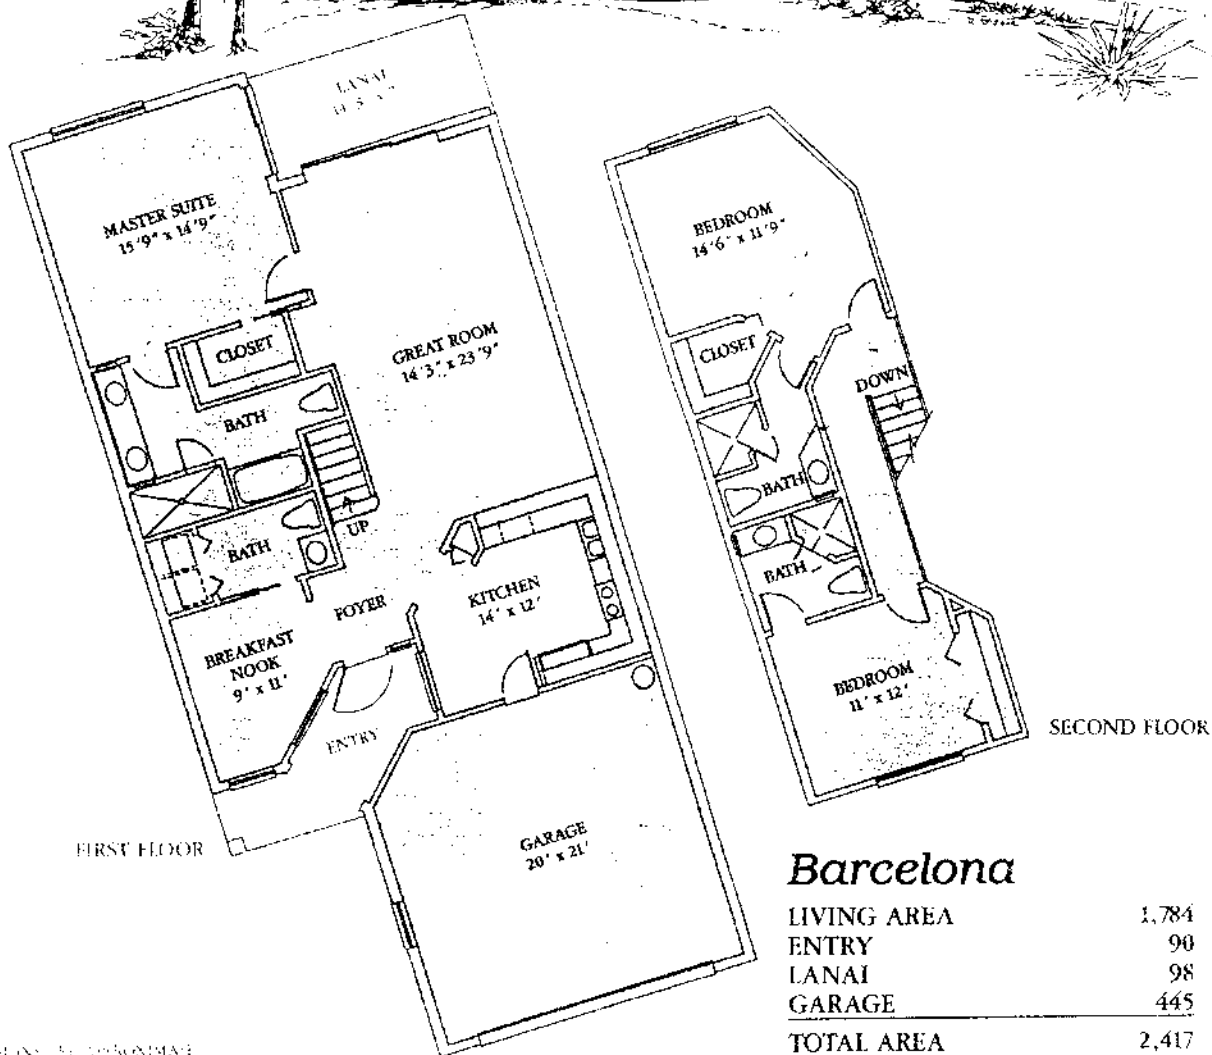 LANAI
MASTER SUITE
15'9" x 14'9"
CLOSET
GREAT ROOM
14'3" x 23'9"
BATH
UP
BATH
FOYER
KITCHEN
14' x 12'
BREAKFAST
NOOK
9' x 11'
ENTRY
GARAGE
20' x 21'
FIRST FLOOR
BEDROOM
14'6" x 11'9"
CLOSET
DOWN
BATH
BATH
BEDROOM
11' x 12'
SECOND FLOOR
Barcelona
LIVING AREA 1,784
ENTRY 90
LANAI 98
GARAGE 445
TOTAL AREA 2,417